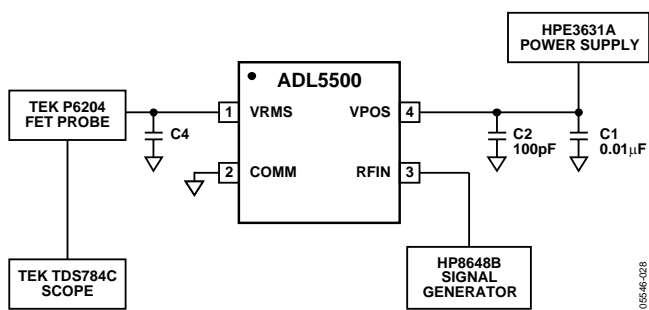 HPE3631A
POWER SUPPLY
ADL5500
TEK P6204
FET PROBE
1
VRMS
VPOS
4
C4
C2
100pF
C1
0.01μF
2
COMM
RFIN
3
TEK TDS784C
SCOPE
HP8648B
SIGNAL
GENERATOR
05546-028